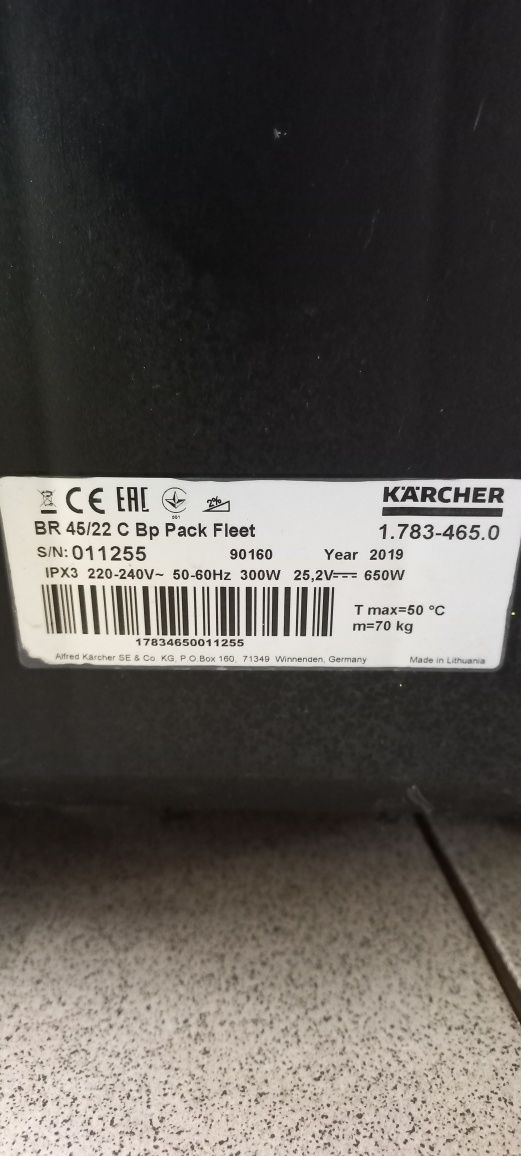 CE EAC 001 2% KÄRCHER
BR 45/22 C Bp Pack Fleet 1.783-465.0
S/N: 011255 90160 Year 2019
IPX3 220-240V~ 50-60Hz 300W 25,2V⎓ 650W
T max=50 °C
m=70 kg
17834650011255
Alfred Kärcher SE & Co. KG, P.O.Box 160, 71349 Winnenden, Germany Made in Lithuania